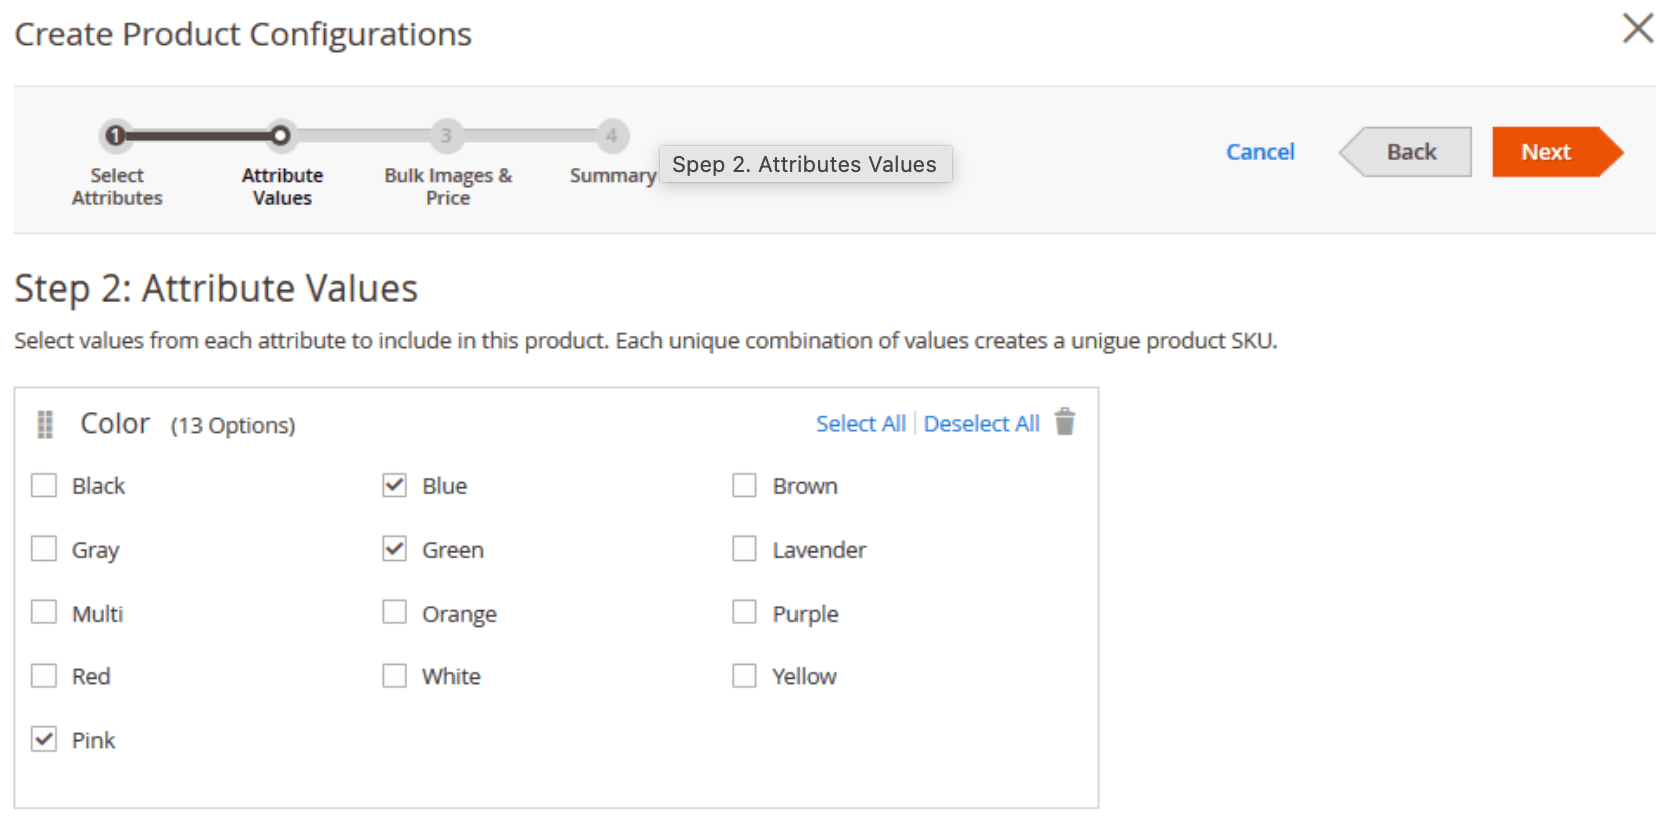 Create Product Configurations
1
3
4
Select
Attributes
Attribute
Values
Bulk Images &
Price
Summary
Spep 2. Attributes Values
Cancel
Back
Next
Step 2: Attribute Values
Select values from each attribute to include in this product. Each unique combination of values creates a unigue product SKU.
Color (13 Options)
Select All | Deselect All
Black
Blue
Brown
Gray
Green
Lavender
Multi
Orange
Purple
Red
White
Yellow
Pink